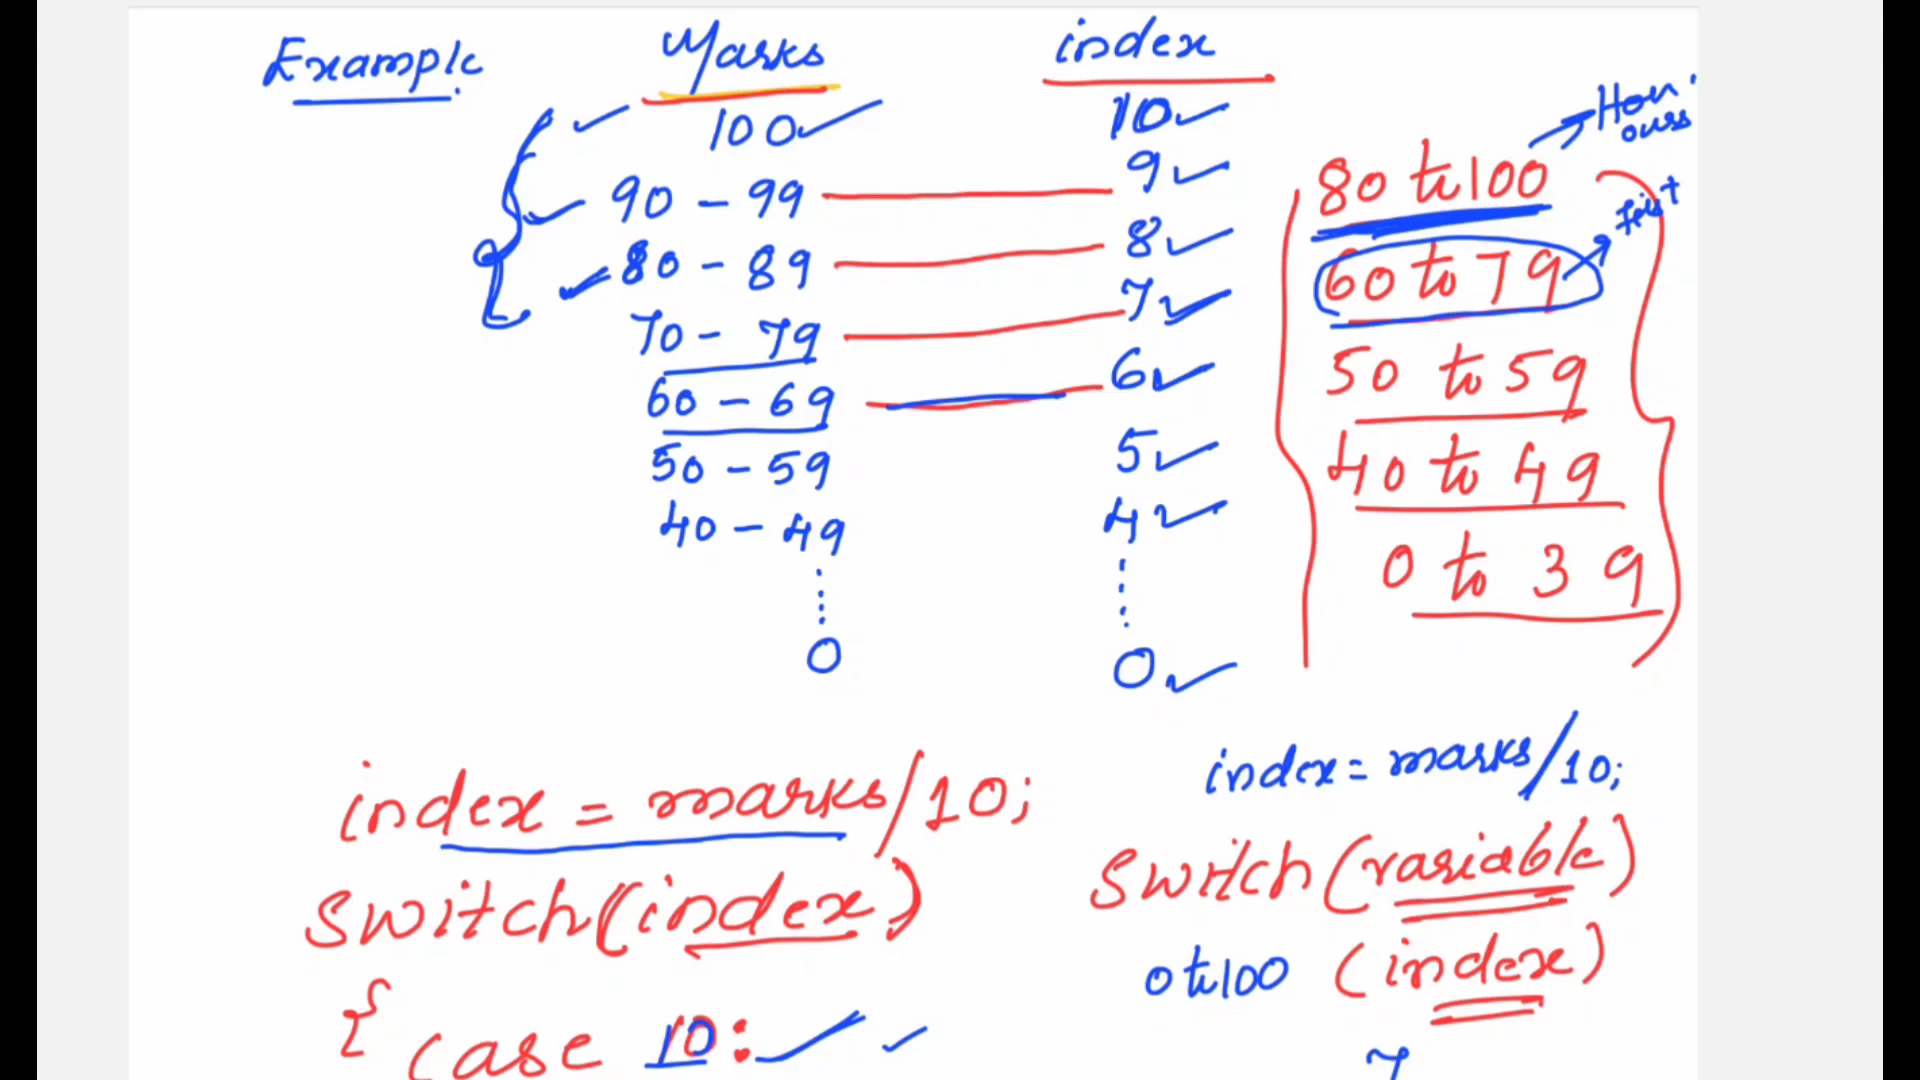 Example Marks index
100 10
90 - 99 9
80 - 89 8
70 - 79 7
60 - 69 6
50 - 59 5
40 - 49 4
0 0
80 to 100 → Honours
60 to 79 → first
50 to 59
40 to 49
0 to 39
index = marks/10;
switch(index)
{
case 10:
index = marks/10;
switch(variable)
0 to 100 (index)
7